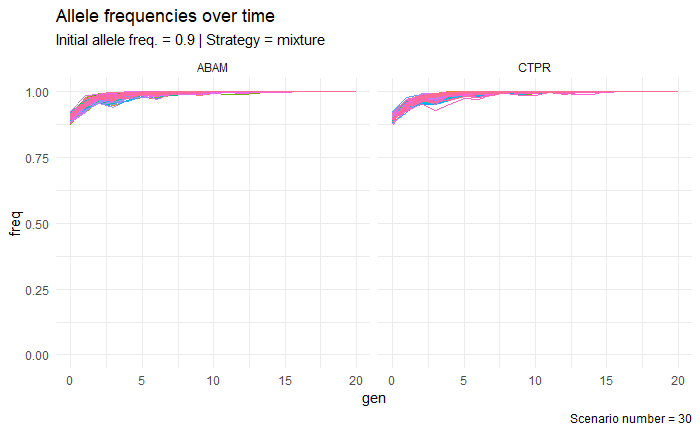 Allele frequencies over time
Initial allele freq. = 0.9 | Strategy = mixture
ABAM
CTPR
1.00
0.75
0.50
0.25
0.00
freq
0 5 10 15 20
0 5 10 15 20
gen
Scenario number = 30